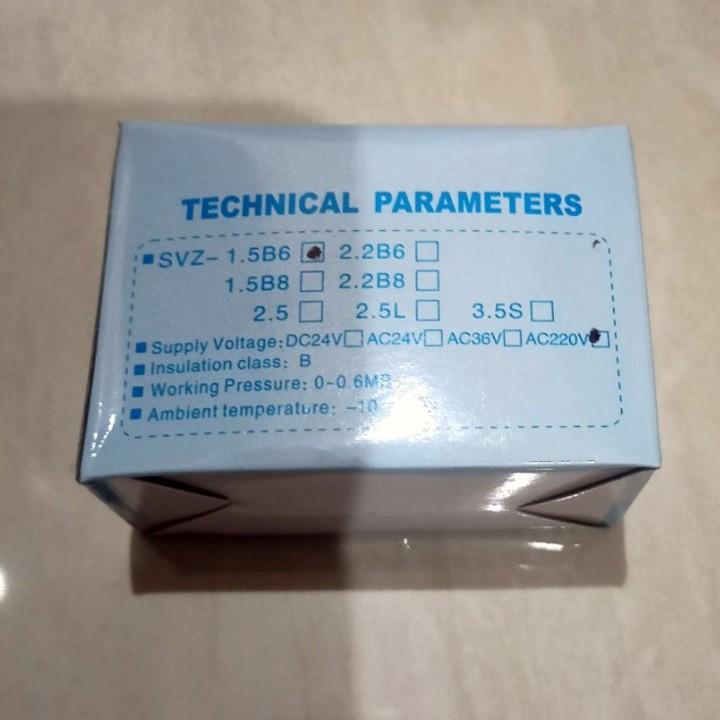 TECHNICAL PARAMETERS
■ SVZ- 1.5B6 ☑ 2.2B6 ☐
1.5B8 ☐ 2.2B8 ☐
2.5 ☐ 2.5L ☐ 3.5S ☐
■ Supply Voltage: DC24V ☐ AC24V ☐ AC36V ☐ AC220V ☑
■ Insulation class: B
■ Working Pressure: 0~0.6
■ Ambient temperature: -10